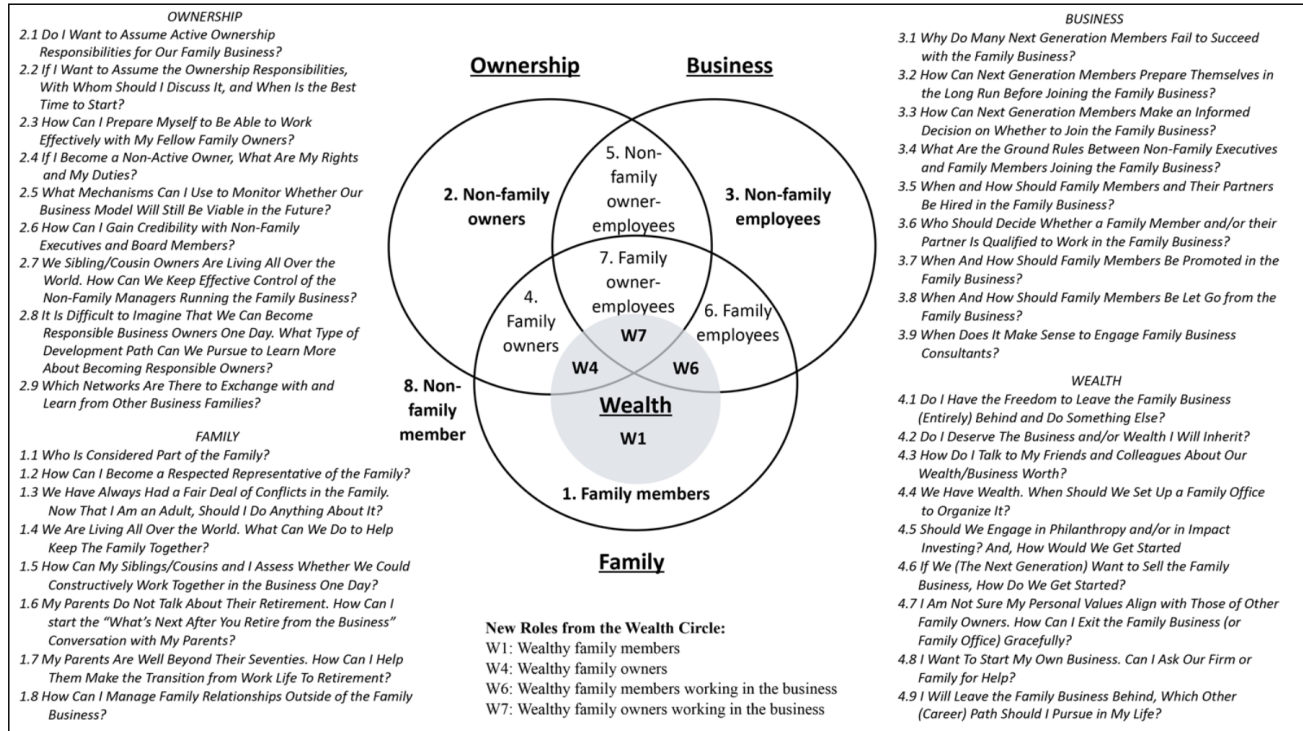 OWNERSHIP
2.1 Do I Want to Assume Active Ownership
Responsibilities for Our Family Business?
2.2 If I Want to Assume the Ownership Responsibilities,
With Whom Should I Discuss It, and When Is the Best
Time to Start?
2.3 How Can I Prepare Myself to Be Able to Work
Effectively with My Fellow Family Owners?
2.4 If I Become a Non-Active Owner, What Are My Rights
and My Duties?
2.5 What Mechanisms Can I Use to Monitor Whether Our
Business Model Will Still Be Viable in the Future?
2.6 How Can I Gain Credibility with Non-Family
Executives and Board Members?
2.7 We Sibling/Cousin Owners Are Living All Over the
World. How Can We Keep Effective Control of the
Non-Family Managers Running the Family Business?
2.8 It Is Difficult to Imagine That We Can Become
Responsible Business Owners One Day. What Type of
Development Path Can We Pursue to Learn More
About Becoming Responsible Owners?
2.9 Which Networks Are There to Exchange with and
Learn from Other Business Families?
FAMILY
1.1 Who Is Considered Part of the Family?
1.2 How Can I Become a Respected Representative of the Family?
1.3 We Have Always Had a Fair Deal of Conflicts in the Family.
Now That I Am an Adult, Should I Do Anything About It?
1.4 We Are Living All Over the World. What Can We Do to Help
Keep The Family Together?
1.5 How Can My Siblings/Cousins and I Assess Whether We Could
Constructively Work Together in the Business One Day?
1.6 My Parents Do Not Talk About Their Retirement. How Can I
start the “What’s Next After You Retire from the Business”
Conversation with My Parents?
1.7 My Parents Are Well Beyond Their Seventies. How Can I Help
Them Make the Transition from Work Life To Retirement?
1.8 How Can I Manage Family Relationships Outside of the Family
Business?
Ownership
Business
5. Non-
family
owner-
employees
2. Non-family
owners
3. Non-family
employees
7. Family
owner-
employees
4.
Family
owners
6. Family
employees
W7
W4
W6
8. Non-
family
member
Wealth
W1
1. Family members
Family
New Roles from the Wealth Circle:
W1: Wealthy family members
W4: Wealthy family owners
W6: Wealthy family members working in the business
W7: Wealthy family owners working in the business
BUSINESS
3.1 Why Do Many Next Generation Members Fail to Succeed
with the Family Business?
3.2 How Can Next Generation Members Prepare Themselves in
the Long Run Before Joining the Family Business?
3.3 How Can Next Generation Members Make an Informed
Decision on Whether to Join the Family Business?
3.4 What Are the Ground Rules Between Non-Family Executives
and Family Members Joining the Family Business?
3.5 When and How Should Family Members and Their Partners
Be Hired in the Family Business?
3.6 Who Should Decide Whether a Family Member and/or their
Partner Is Qualified to Work in the Family Business?
3.7 When And How Should Family Members Be Promoted in the
Family Business?
3.8 When And How Should Family Members Be Let Go from the
Family Business?
3.9 When Does It Make Sense to Engage Family Business
Consultants?
WEALTH
4.1 Do I Have the Freedom to Leave the Family Business
(Entirely) Behind and Do Something Else?
4.2 Do I Deserve The Business and/or Wealth I Will Inherit?
4.3 How Do I Talk to My Friends and Colleagues About Our
Wealth/Business Worth?
4.4 We Have Wealth. When Should We Set Up a Family Office
to Organize It?
4.5 Should We Engage in Philanthropy and/or in Impact
Investing? And, How Would We Get Started
4.6 If We (The Next Generation) Want to Sell the Family
Business, How Do We Get Started?
4.7 I Am Not Sure My Personal Values Align with Those of Other
Family Owners. How Can I Exit the Family Business (or
Family Office) Gracefully?
4.8 I Want To Start My Own Business. Can I Ask Our Firm or
Family for Help?
4.9 I Will Leave the Family Business Behind, Which Other
(Career) Path Should I Pursue in My Life?